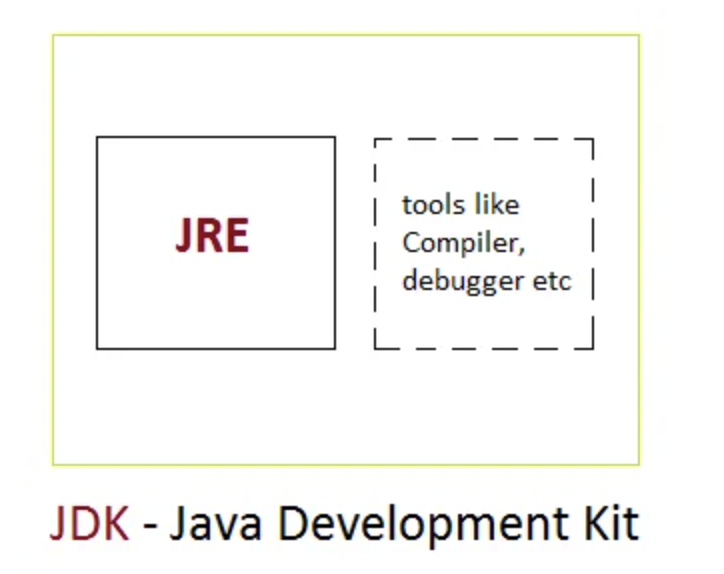 JRE
tools like
Compiler,
debugger etc
JDK - Java Development Kit